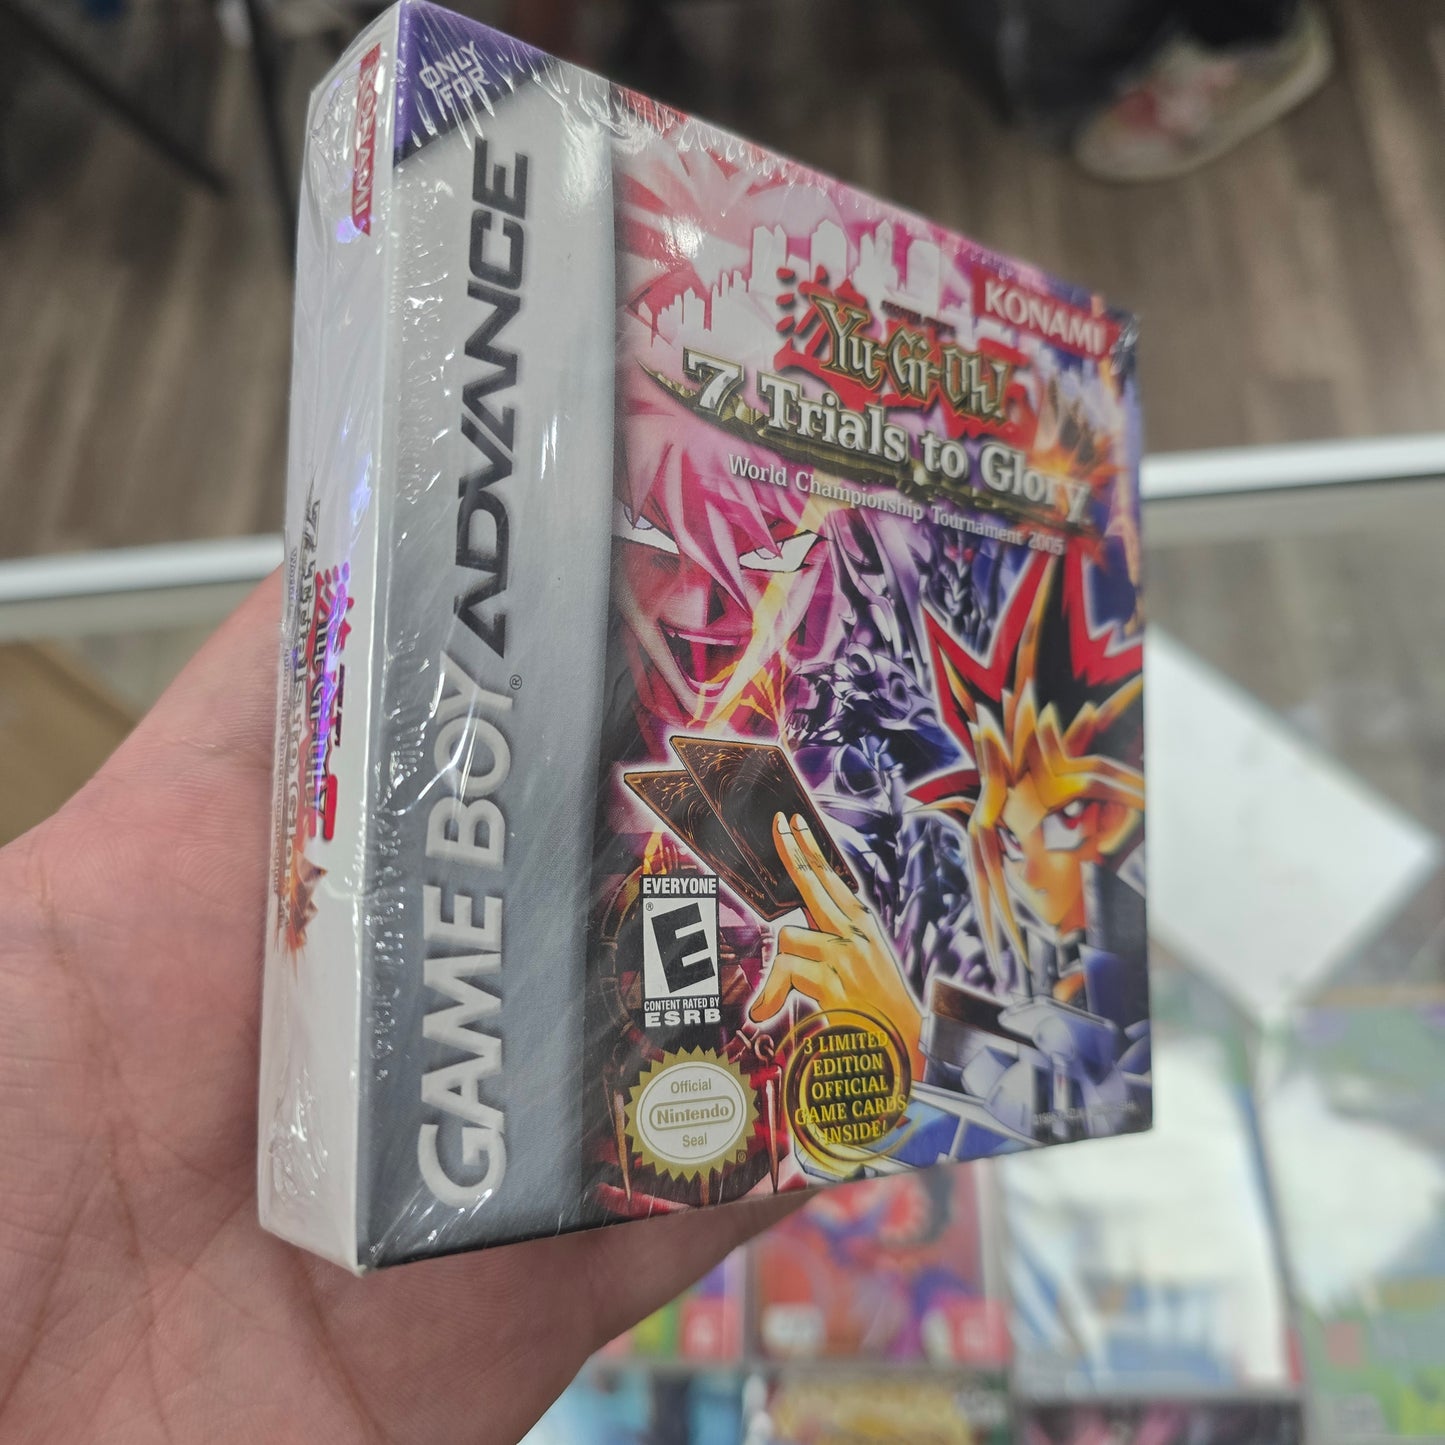 ONLY
FOR
KONAMI
GAME BOY ADVANCE
®
KONAMI
Yu-Gi-Oh!
7 Trials to Glory
World Championship Tournament 2005
EVERYONE
E
®
CONTENT RATED BY
ESRB
Official
Nintendo
Seal
®
3 LIMITED
EDITION
OFFICIAL
GAME CARDS
INSIDE!